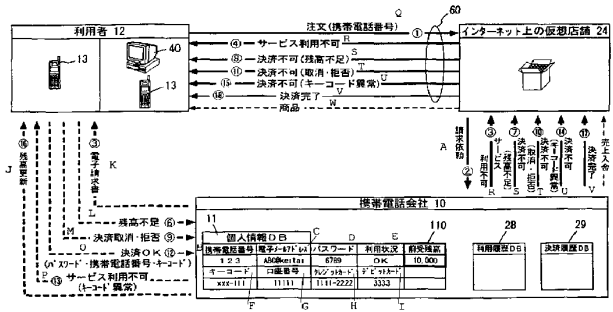 Q
60
利用者 12
注文(携帯電話番号) ①
インターネット上の仮想店舗 24
13
40
13
R
④ サービス利用不可
S
⑧ 決済不可(残高不足)
T
⑪ 決済不可(取消・拒否)
U
⑮ 決済不可(キーコード異常)
V
⑱ 決済完了
W
商品
J
⑯ 残高更新
③ 電子請求書
K
A
請求依頼
②
③ サービス利用不可
R
⑦ 決済不可(残高不足)
S
⑩ 決済不可(取消・拒否)
T
⑭ 決済不可(キーコード異常)
U
⑰ 決済完了
V
売上入金
L
残高不足 ⑥
M
決済取消・拒否 ⑨
O
決済OK ⑫
(パスワード・携帯電話番号・キーコード)
P
⑬ サービス利用不可
(キーコード異常)
携帯電話会社 10
11
個人情報DB
C
D
E
110
28
29
携帯電話番号 電子メールアドレス パスワード 利用状況 前受残高
123 ABC@keitai 6789 OK 10,000
キーコード 口座番号 クレジットカード デビットカード
xxx-111 11111 1111-2222 3333
F
G
H
I
利用履歴DB
決済履歴DB